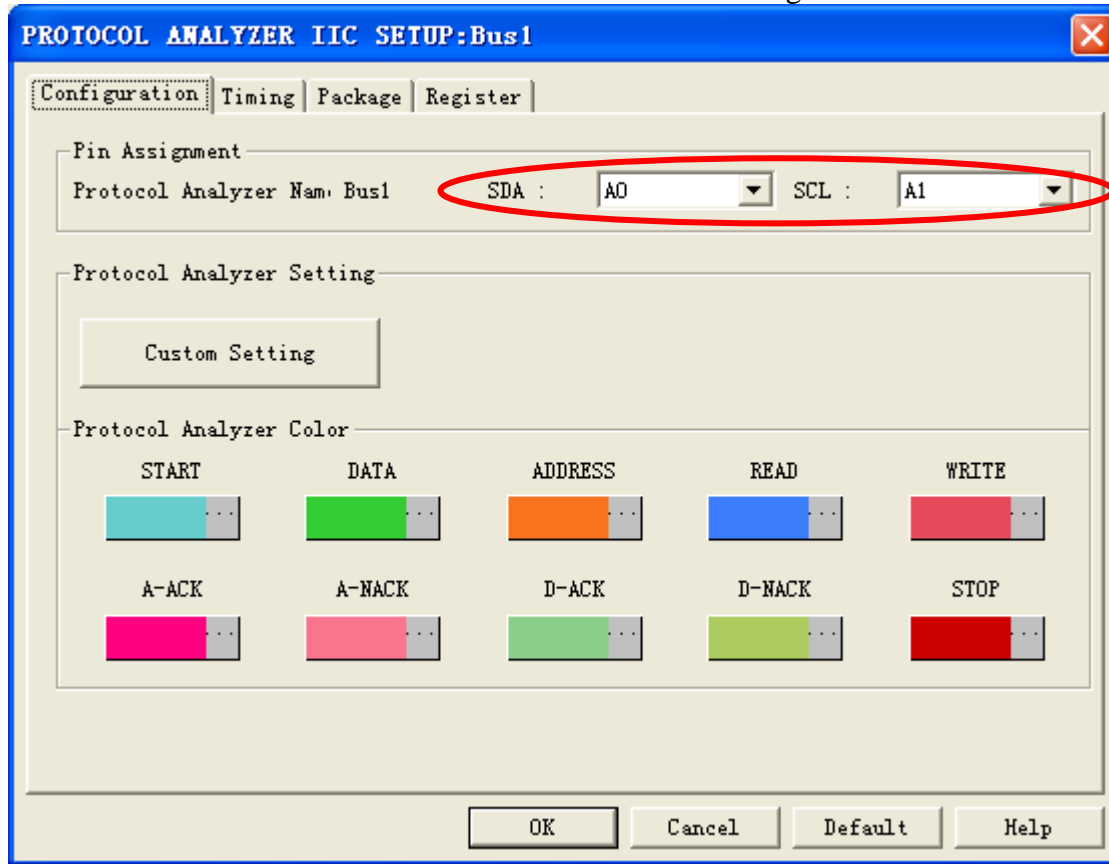 PROTOCOL ANALYZER IIC SETUP:Bus1
Configuration Timing Package Register
Pin Assignment
Protocol Analyzer Nam Bus1 SDA : A0 SCL : A1
Protocol Analyzer Setting
Custom Setting
Protocol Analyzer Color
START DATA ADDRESS READ WRITE
... ... ... ... ...
A-ACK A-NACK D-ACK D-NACK STOP
... ... ... ... ...
OK Cancel Default Help